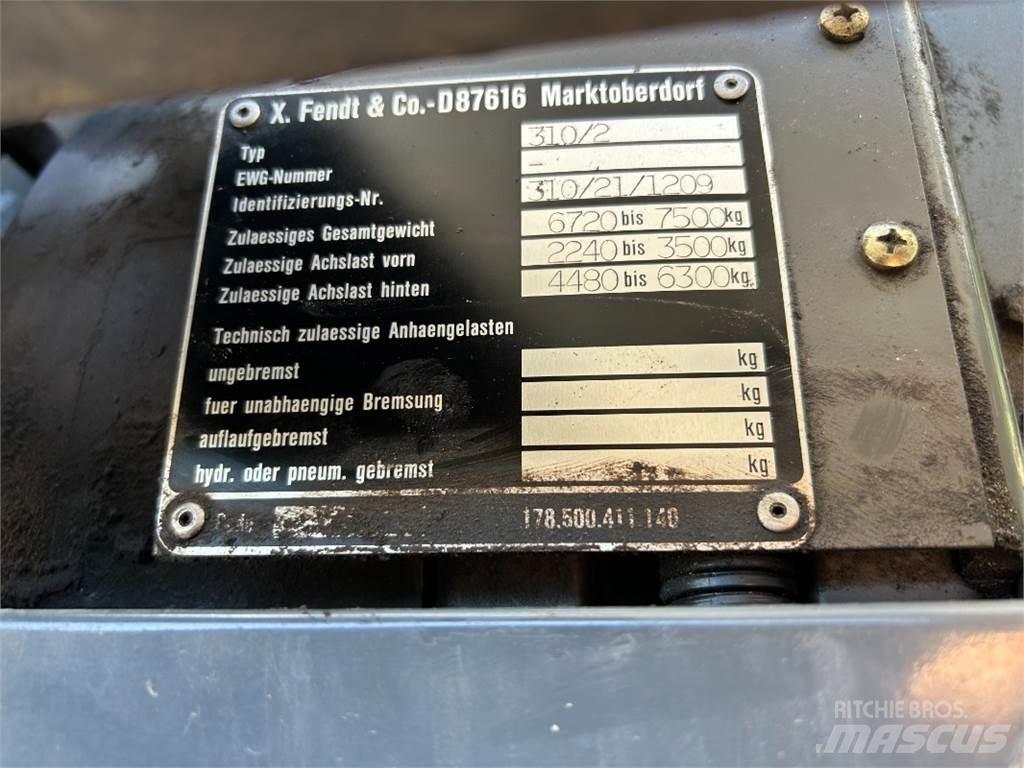 X. Fendt & Co.-D87616 Marktoberdorf
Typ 310/2
EWG-Nummer -
Identifizierungs-Nr. 310/21/1209
Zulaessiges Gesamtgewicht 6720 bis 7500 kg
Zulaessige Achslast vorn 2240 bis 3500 kg
Zulaessige Achslast hinten 4480 bis 6300 kg
Technisch zulaessige Anhaengelasten
ungebremst kg
fuer unabhaengige Bremsung kg
auflaufgebremst kg
hydr. oder pneum. gebremst kg
178.500.411.140
RITCHIE BROS.
MASCUS